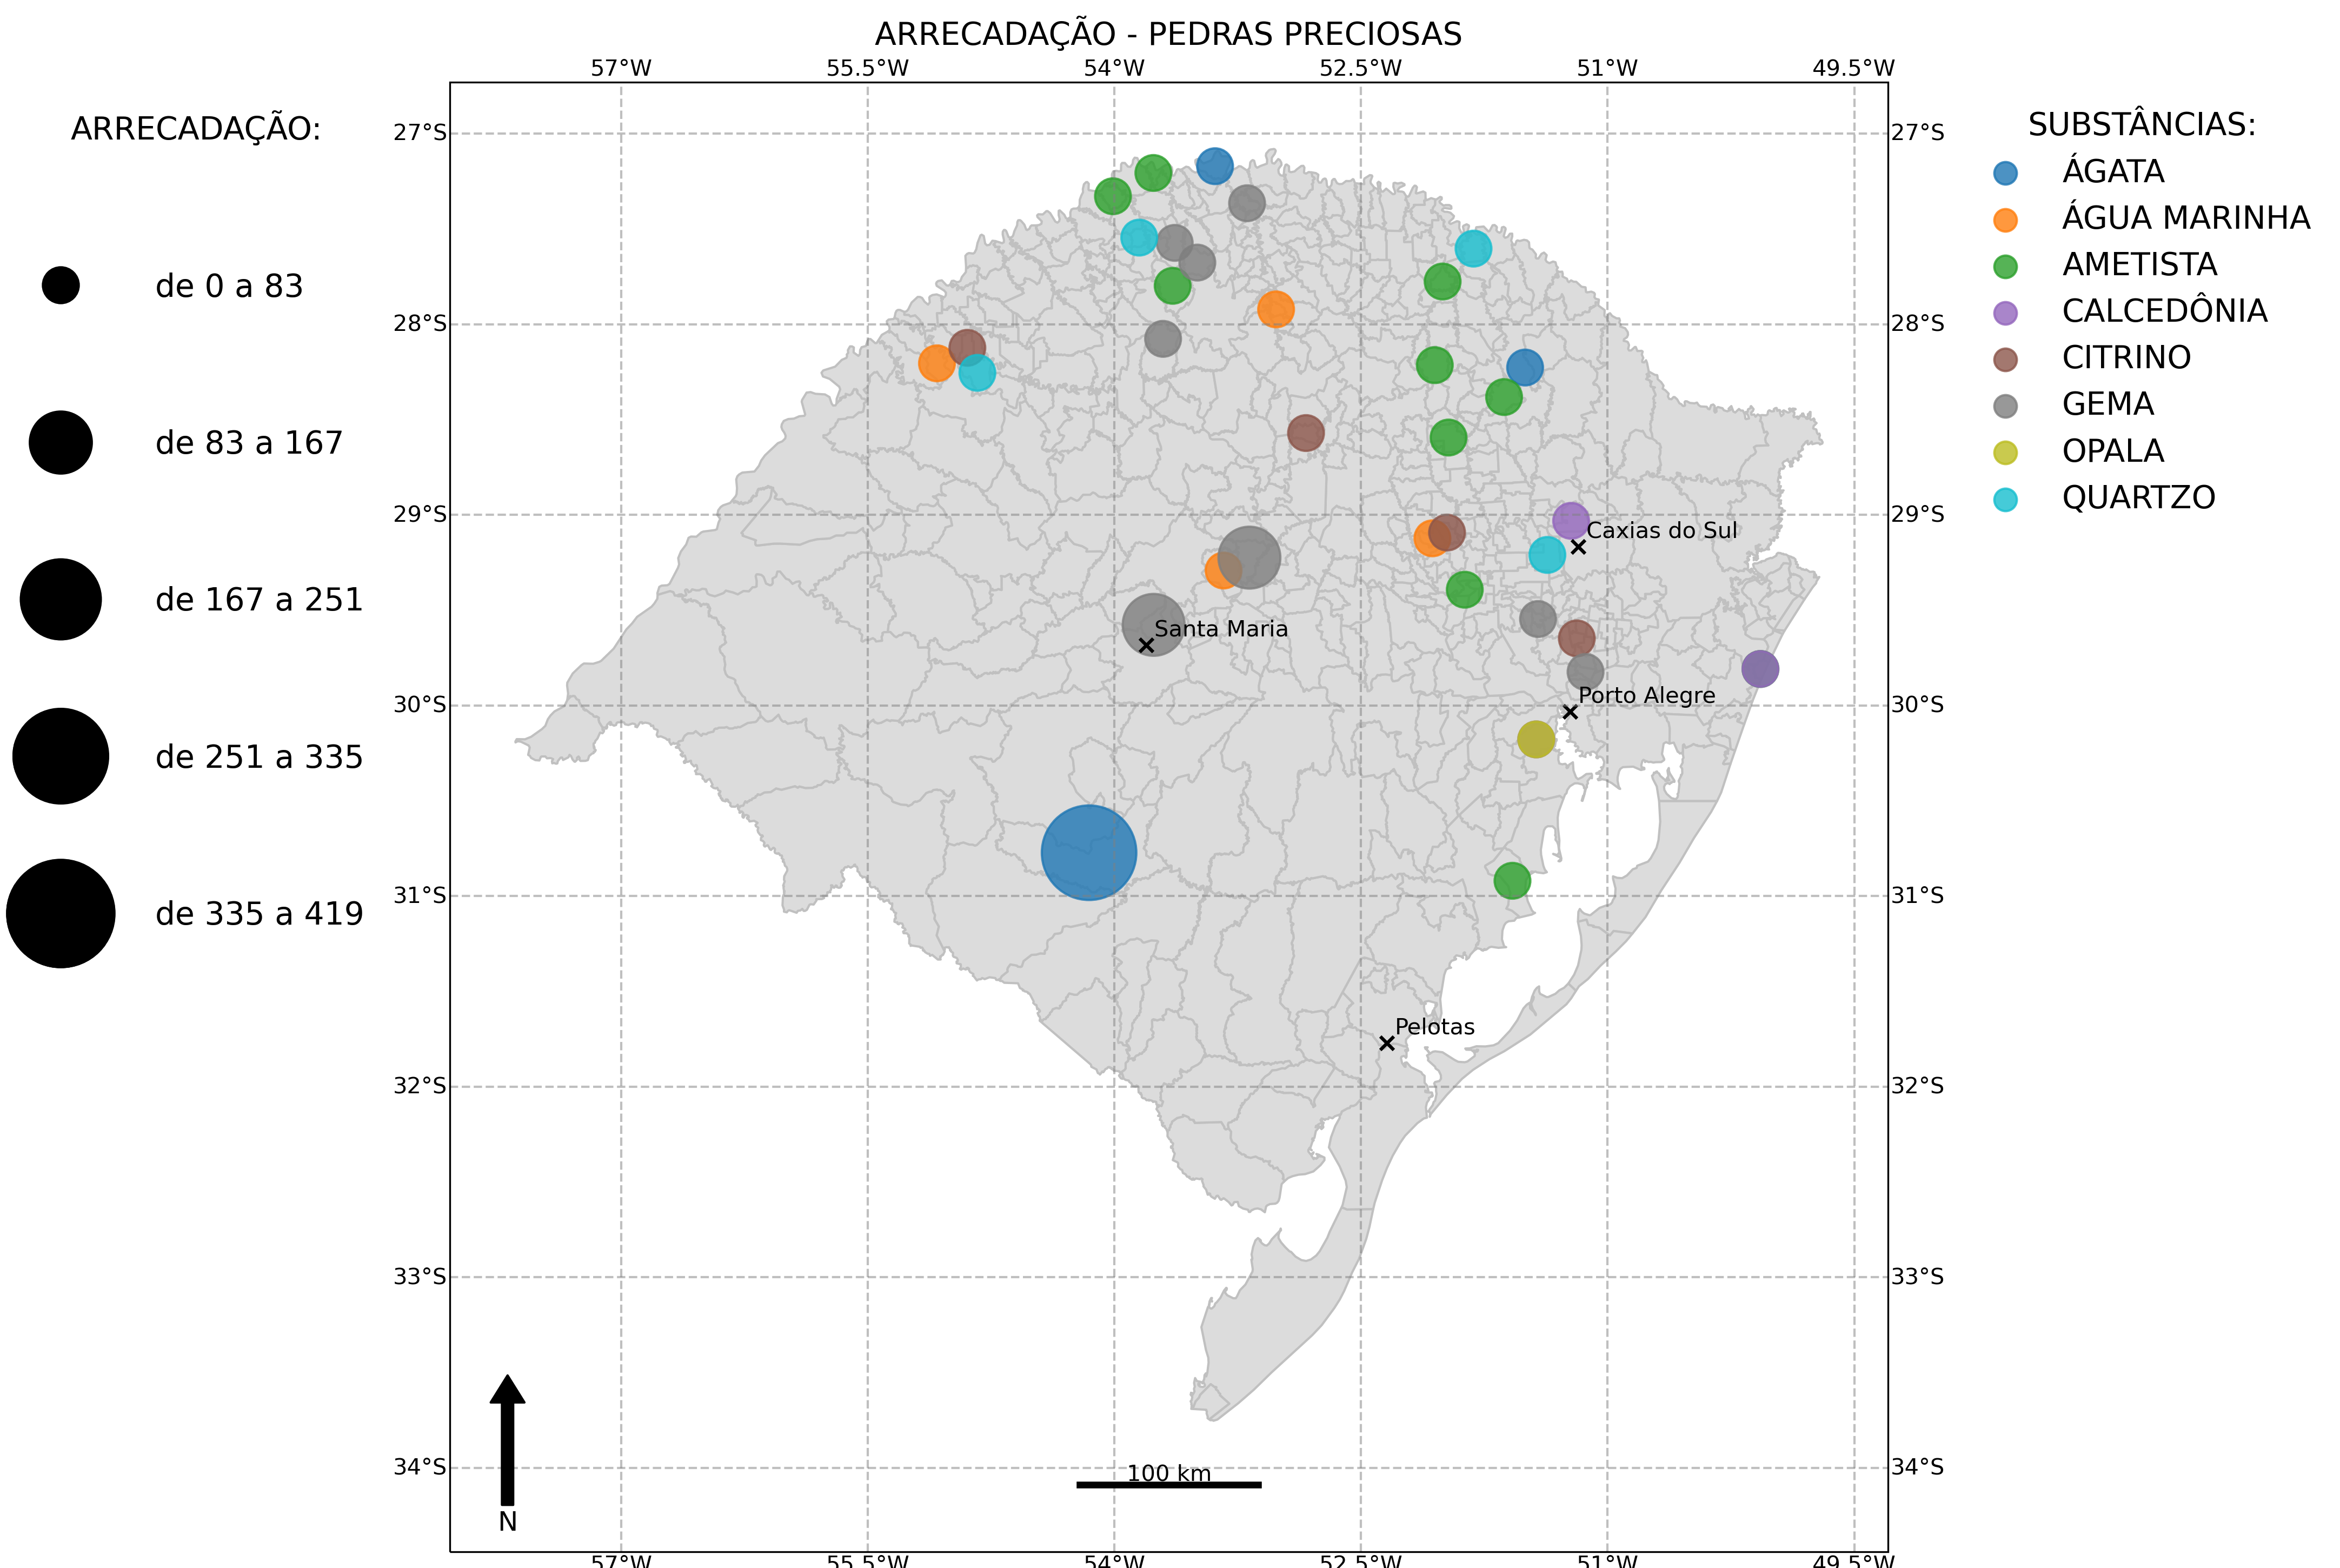 ARRECADAÇÃO - PEDRAS PRECIOSAS
57°W 55.5°W 54°W 52.5°W 51°W 49.5°W
ARRECADAÇÃO:
de 0 a 83
de 83 a 167
de 167 a 251
de 251 a 335
de 335 a 419
27°S
28°S
29°S
30°S
31°S
32°S
33°S
34°S
Caxias do Sul
Santa Maria
Porto Alegre
Pelotas
100 km
N
27°S
28°S
29°S
30°S
31°S
32°S
33°S
34°S
SUBSTÂNCIAS:
ÁGATA
ÁGUA MARINHA
AMETISTA
CALCEDÔNIA
CITRINO
GEMA
OPALA
QUARTZO
57°W 55.5°W 54°W 52.5°W 51°W 49.5°W